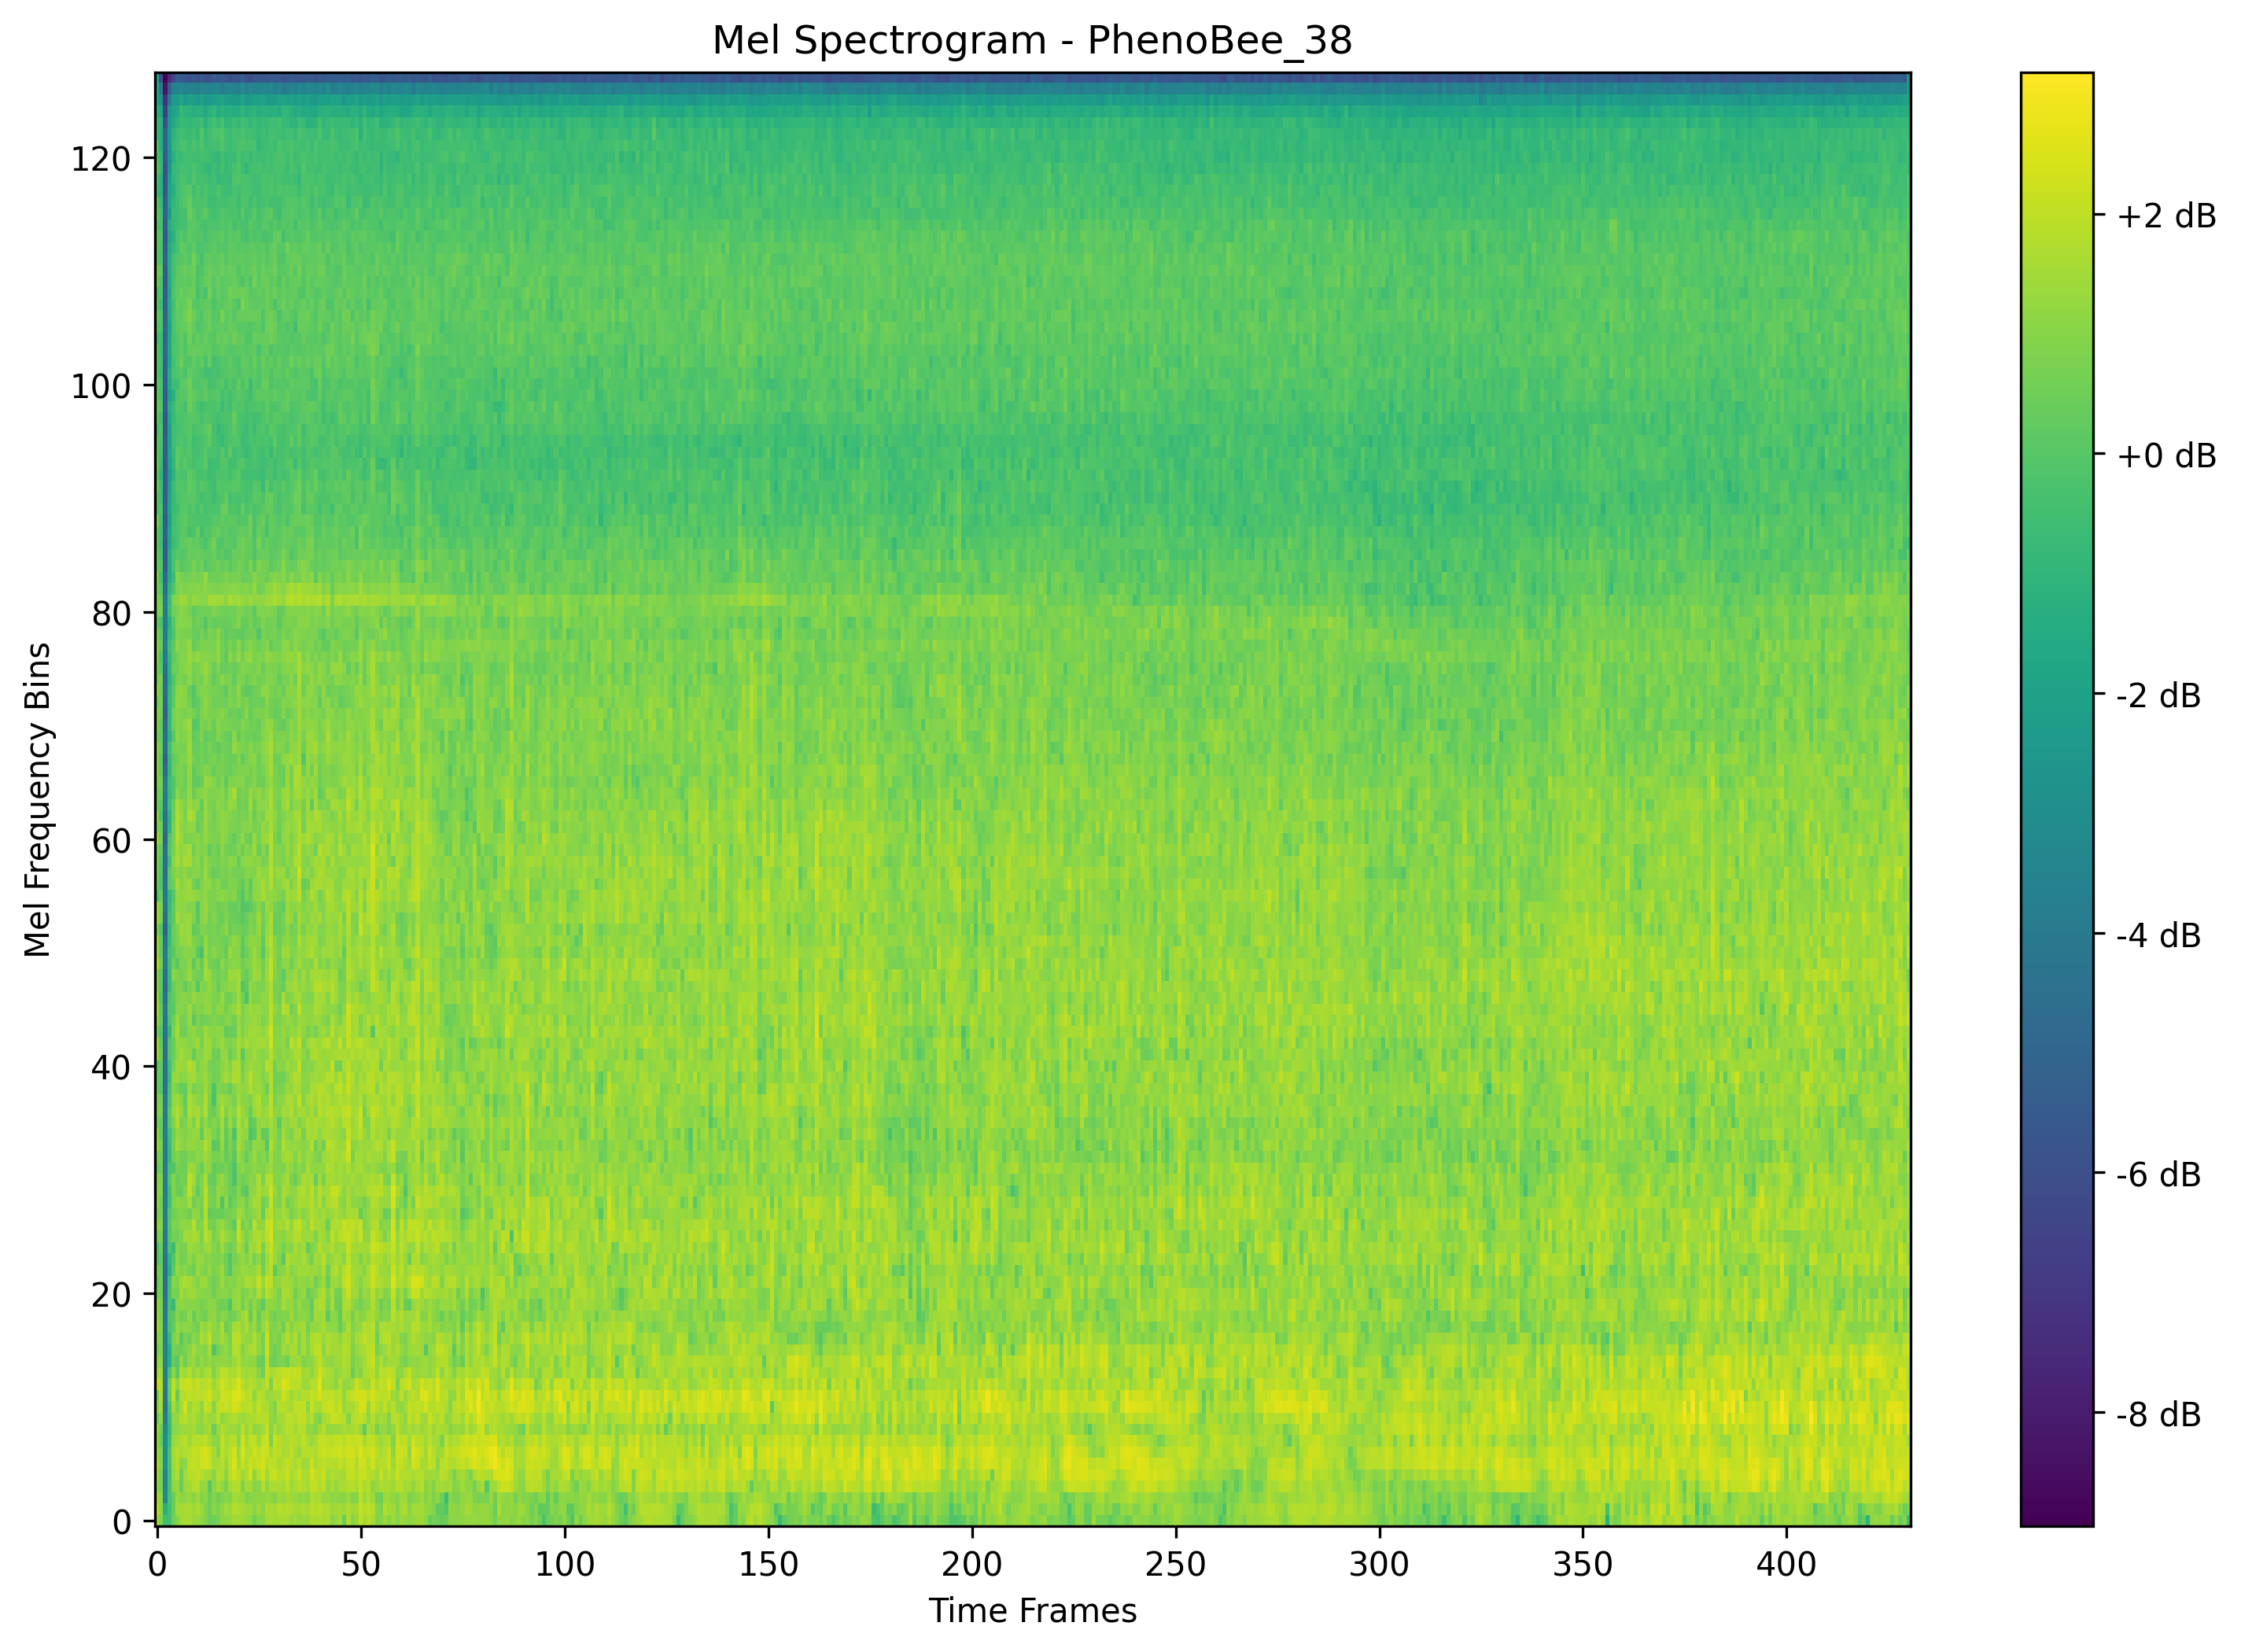 Mel Spectrogram - PhenoBee_38
Mel Frequency Bins
120
100
80
60
40
20
0
0 50 100 150 200 250 300 350 400
Time Frames
+2 dB
+0 dB
-2 dB
-4 dB
-6 dB
-8 dB